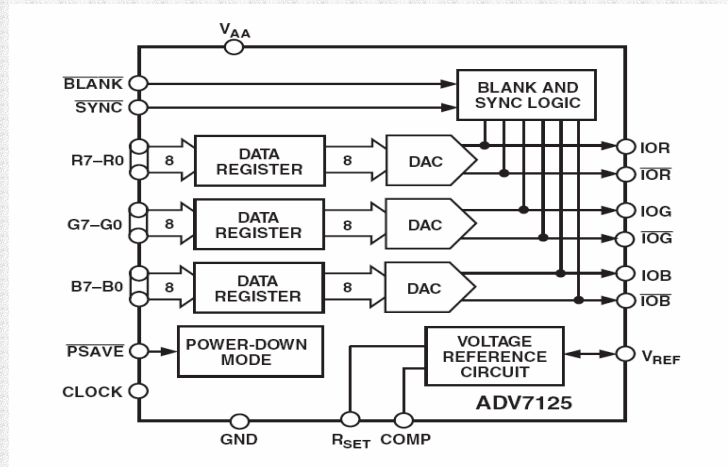 VAA
BLANK
SYNC
BLANK AND
SYNC LOGIC
R7–R0
8
DATA
REGISTER
8
DAC
IOR
IOR
G7–G0
8
DATA
REGISTER
8
DAC
IOG
IOG
B7–B0
8
DATA
REGISTER
8
DAC
IOB
IOB
PSAVE
POWER-DOWN
MODE
VOLTAGE
REFERENCE
CIRCUIT
VREF
CLOCK
ADV7125
GND
RSET
COMP